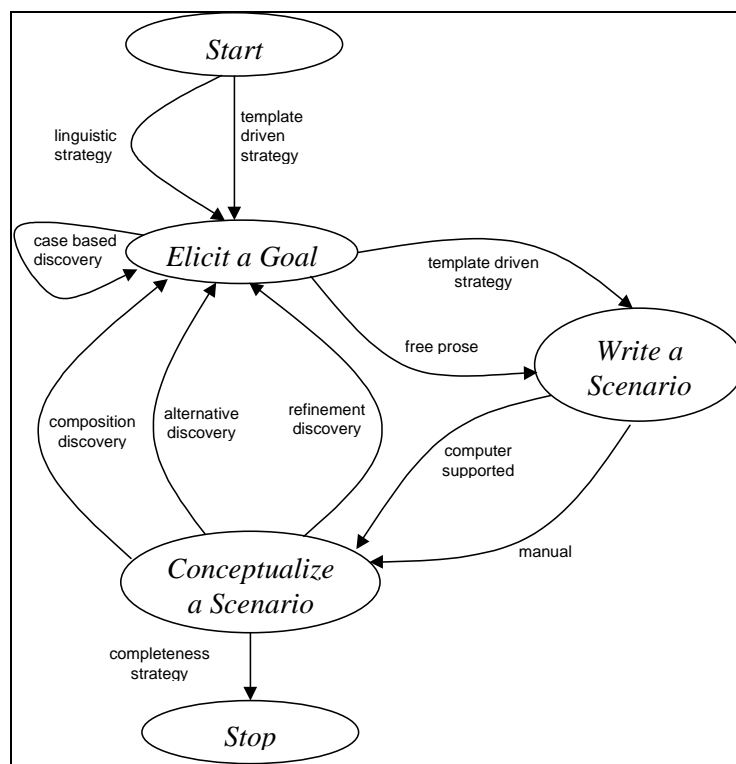 Start
linguistic
strategy
template
driven
strategy
case based
discovery
Elicit a Goal
template driven
strategy
free prose
Write a
Scenario
composition
discovery
alternative
discovery
refinement
discovery
computer
supported
manual
Conceptualize
a Scenario
completeness
strategy
Stop